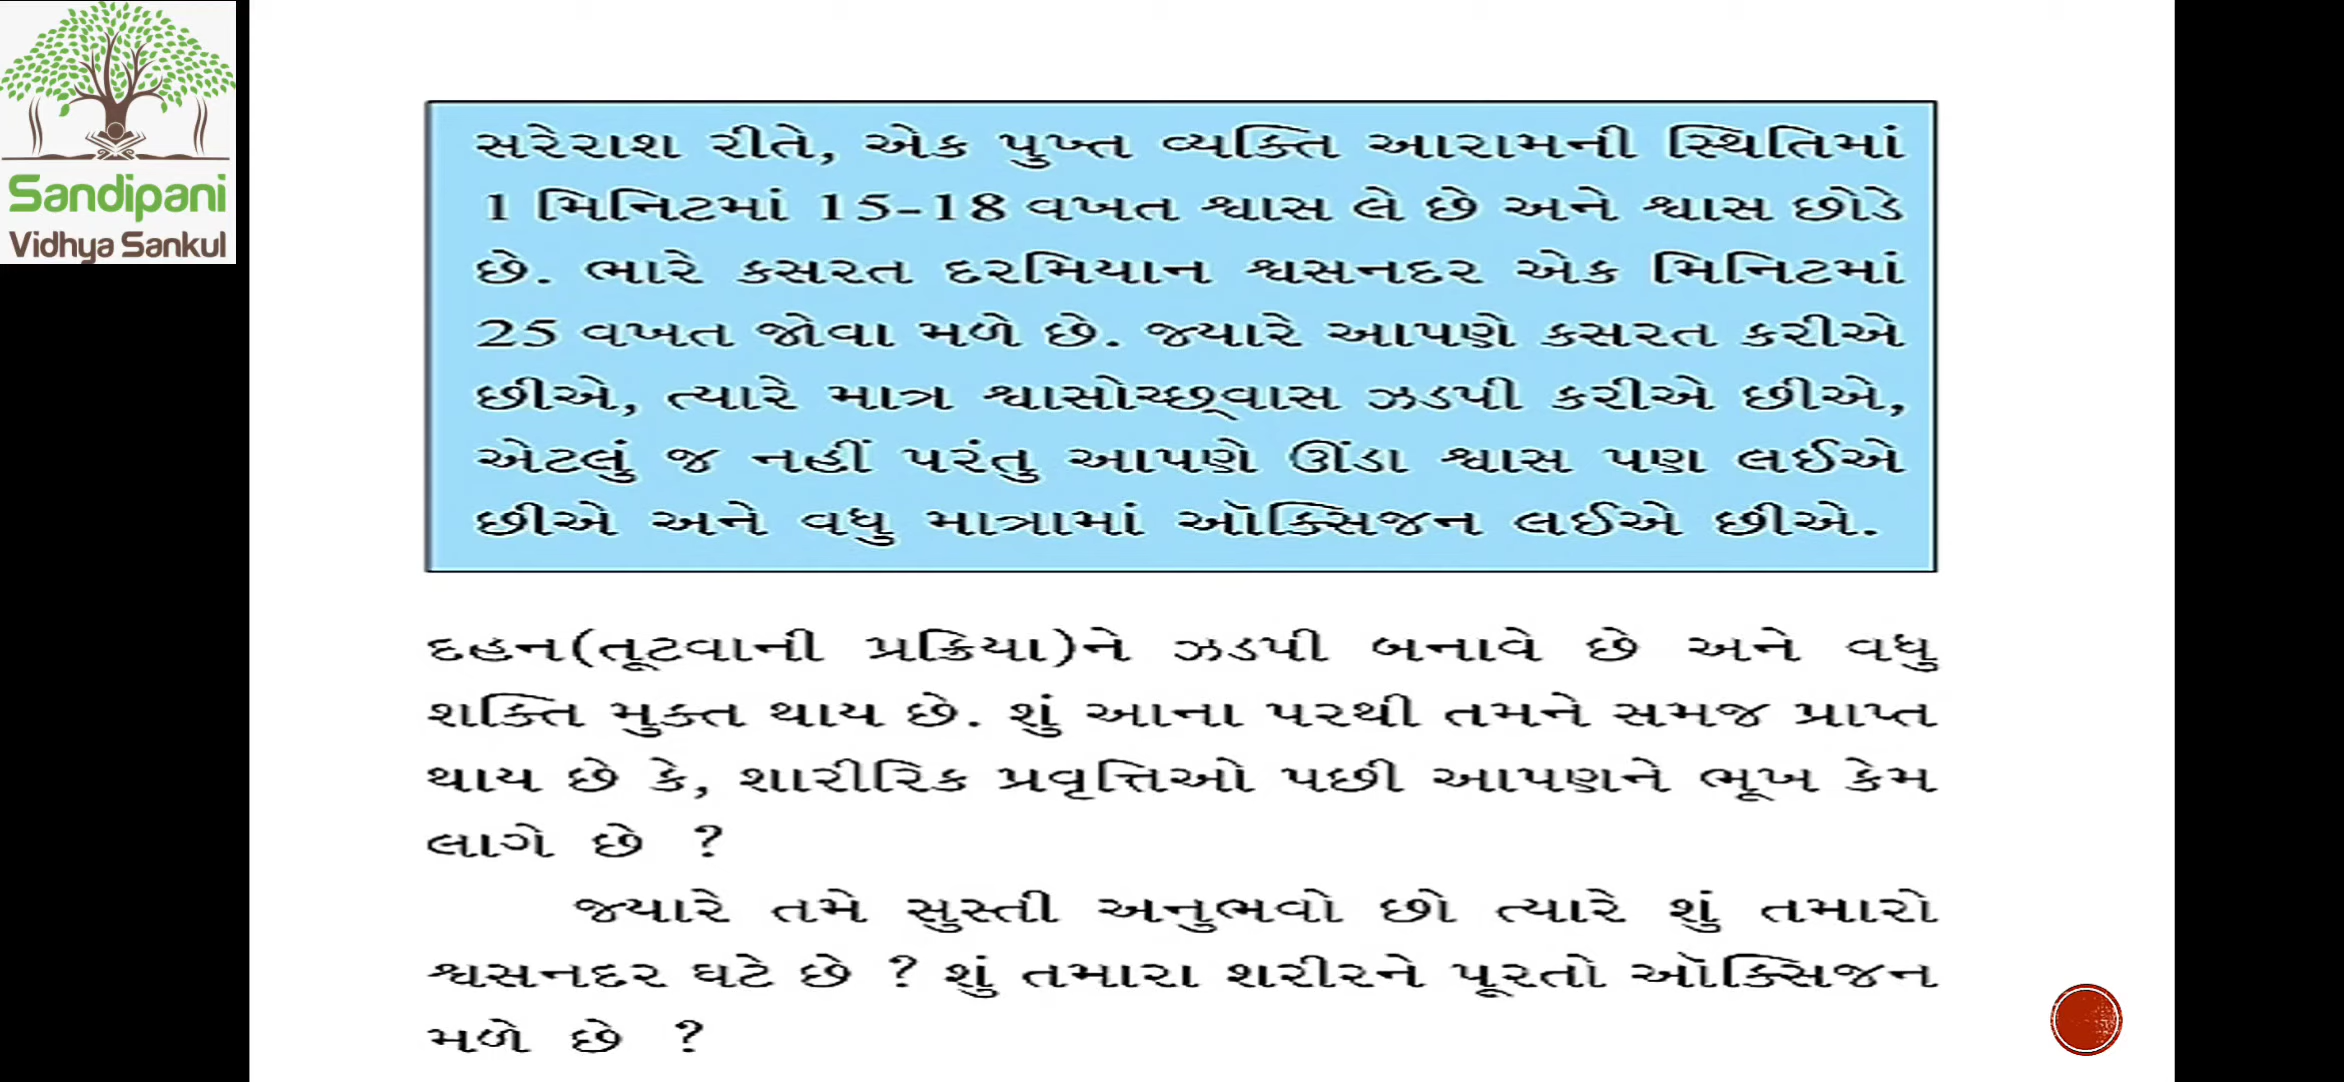 Sandipani
Vidhya Sankul
સરેરાશ રીતે, એક પુખ્ત વ્યક્તિ આરામની સ્થિતિમાં
1 મિનિટમાં 15-18 વખત શ્વાસ લે છે અને શ્વાસ છોડે
છે. ભારે કસરત દરમિયાન શ્વસનદર એક મિનિટમાં
25 વખત જોવા મળે છે. જ્યારે આપણે કસરત કરીએ
છીએ, ત્યારે માત્ર શ્વાસોચ્છ્વાસ ઝડપી કરીએ છીએ,
એટલું જ નહીં પરંતુ આપણે ઊંડા શ્વાસ પણ લઈએ
છીએ અને વધુ માત્રામાં ઑક્સિજન લઈએ છીએ.
દહન(તૂટવાની પ્રક્રિયા)ને ઝડપી બનાવે છે અને વધુ
શક્તિ મુક્ત થાય છે. શું આના પરથી તમને સમજ પ્રાપ્ત
થાય છે કે, શારીરિક પ્રવૃત્તિઓ પછી આપણને ભૂખ કેમ
લાગે છે ?
જ્યારે તમે સુસ્તી અનુભવો છો ત્યારે શું તમારો
શ્વસનદર ઘટે છે ? શું તમારા શરીરને પૂરતો ઑક્સિજન
મળે છે ?